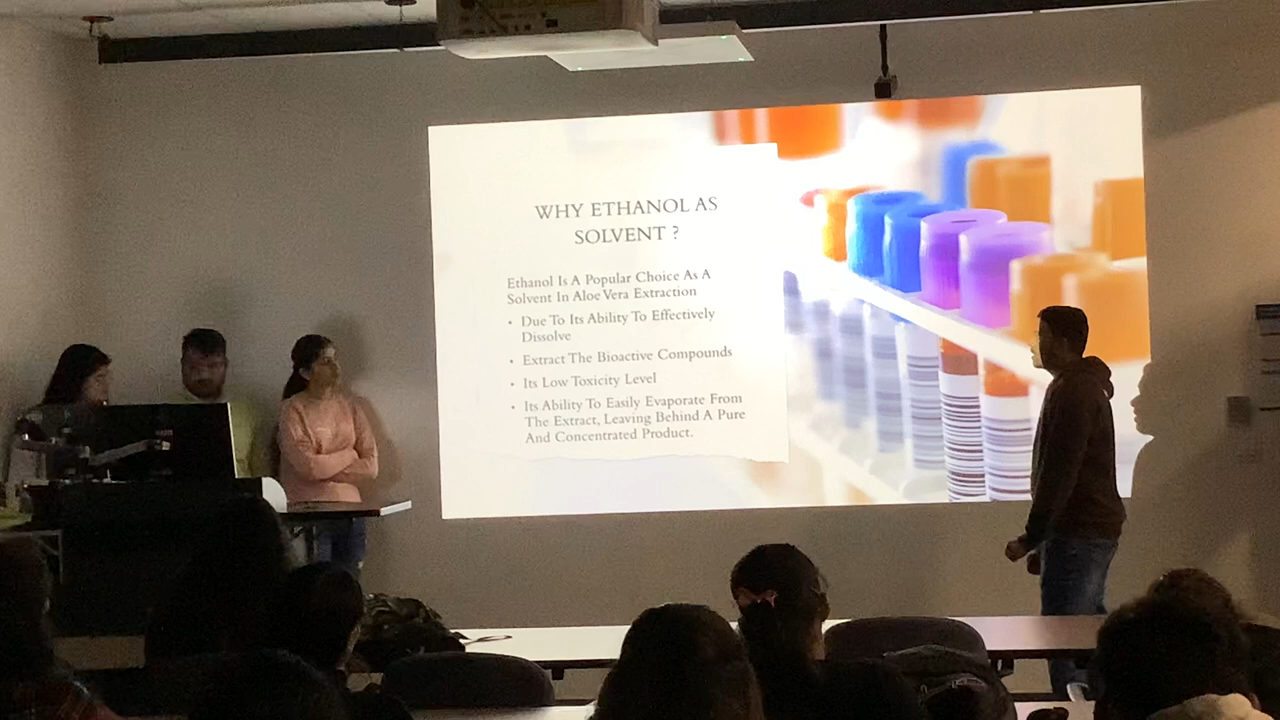 WHY ETHANOL AS
SOLVENT ?
Ethanol Is A Popular Choice As A
Solvent In Aloe Vera Extraction
• Due To Its Ability To Effectively
Dissolve
• Extract The Bioactive Compounds
• Its Low Toxicity Level
• Its Ability To Easily Evaporate From
The Extract, Leaving Behind A Pure
And Concentrated Product.